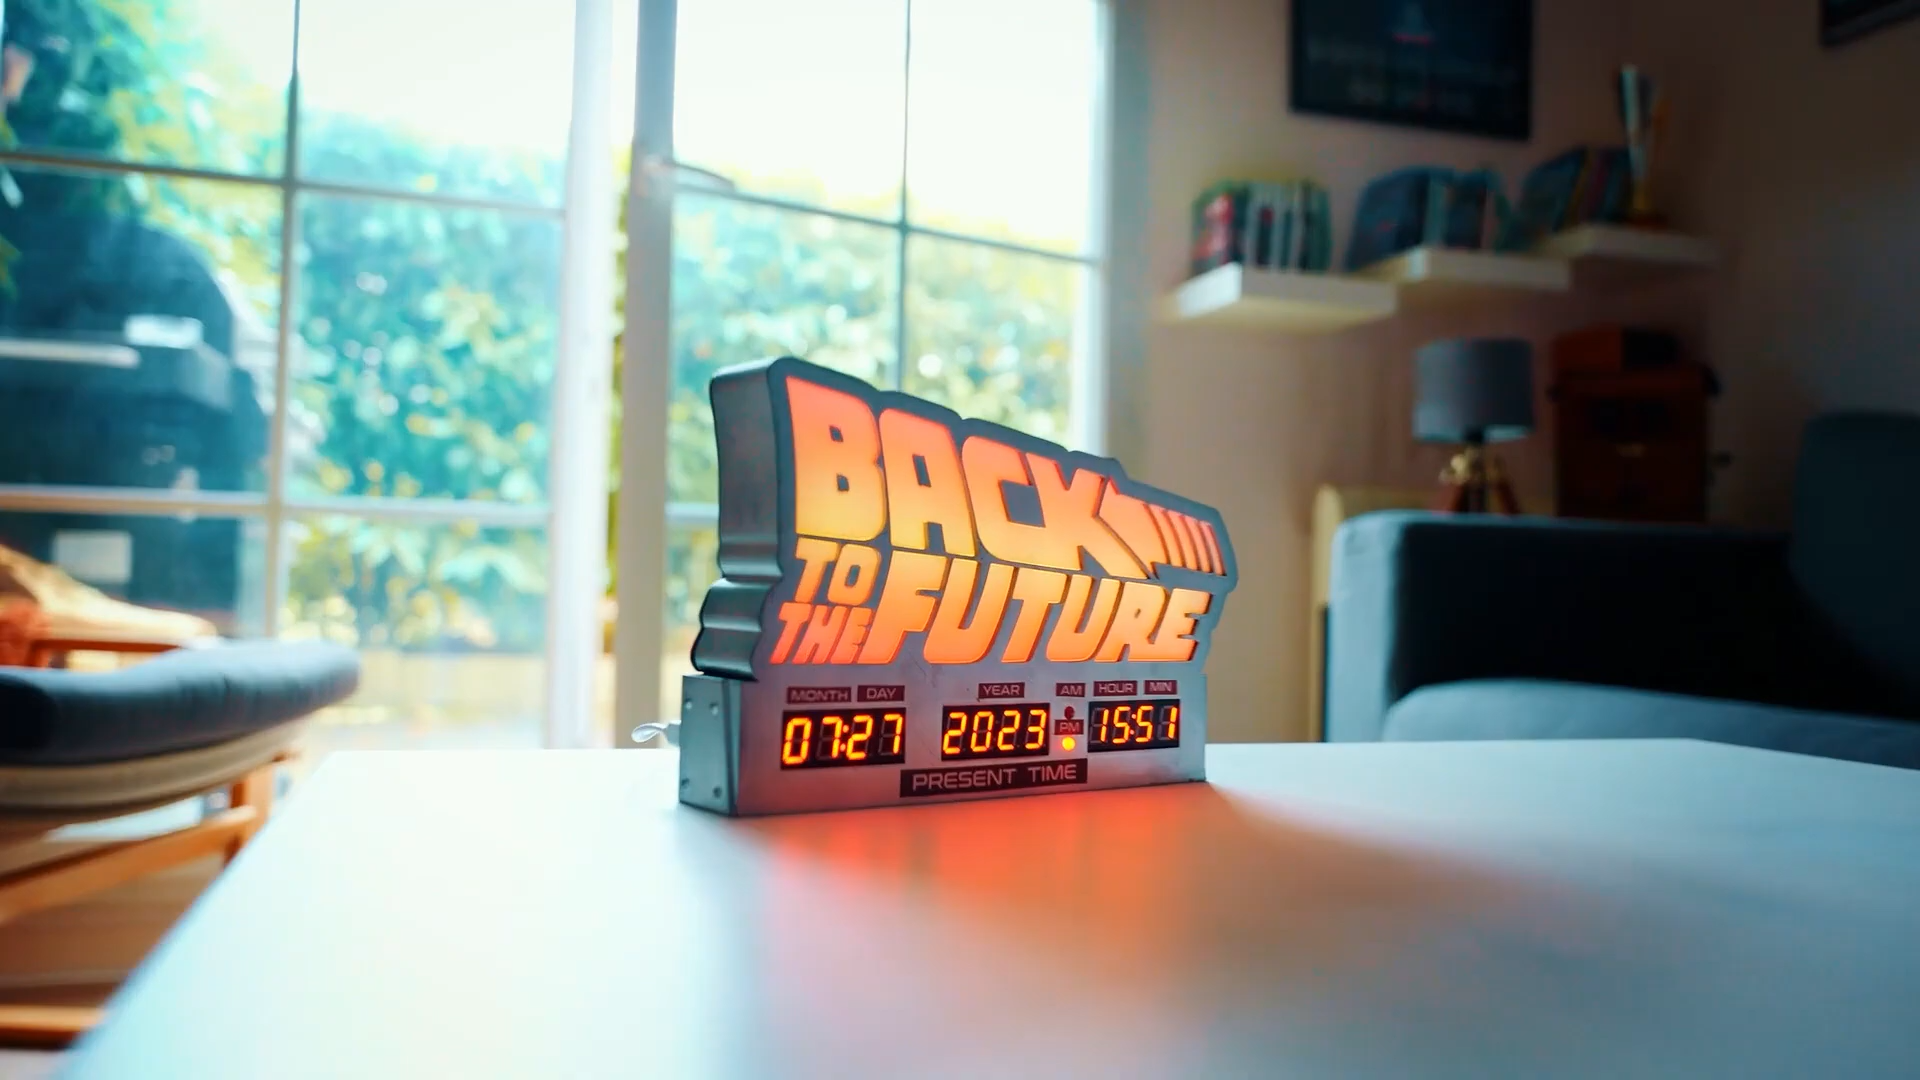 BACK
TO
THE FUTURE
MONTH DAY YEAR AM HOUR MIN
07:27 2023 PM 15:51
PRESENT TIME